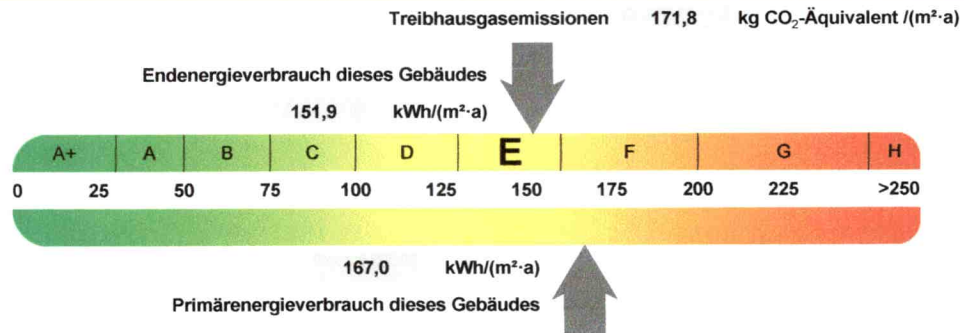 Treibhausgasemissionen 171,8 kg CO₂-Äquivalent /(m²·a)
Endenergieverbrauch dieses Gebäudes
151,9 kWh/(m²·a)
A+ A B C D E F G H
0 25 50 75 100 125 150 175 200 225 >250
167,0 kWh/(m²·a)
Primärenergieverbrauch dieses Gebäudes